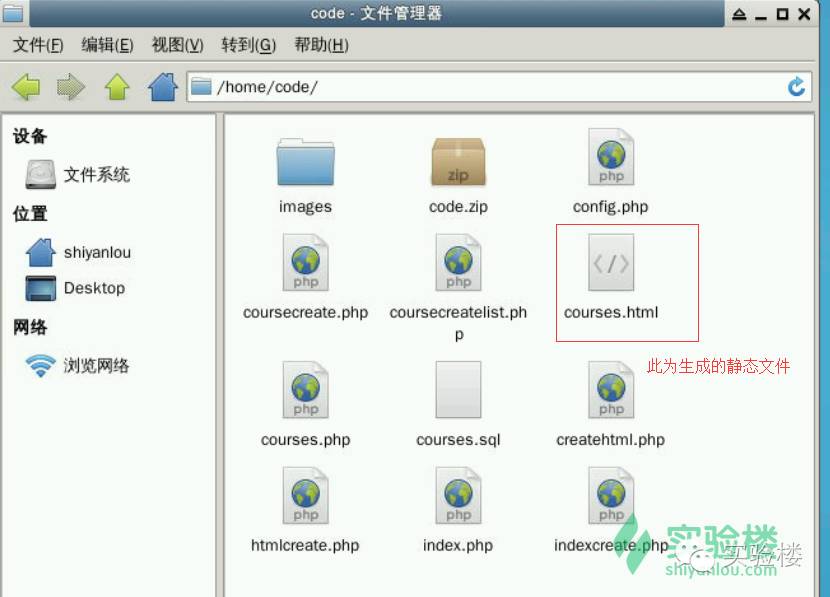 code - 文件管理器
文件(F) 编辑(E) 视图(V) 转到(G) 帮助(H)
/home/code/
设备
文件系统
位置
shiyanlou
Desktop
网络
浏览网络
zip
php
images
code.zip
config.php
php
php
</>
coursecreate.php
coursecreatelist.ph
p
courses.html
此为生成的静态文件
php
php
courses.php
courses.sql
createhtml.php
php
php
php
htmlcreate.php
index.php
indexcreate.php
实验楼
实验楼
shiyanlou.com